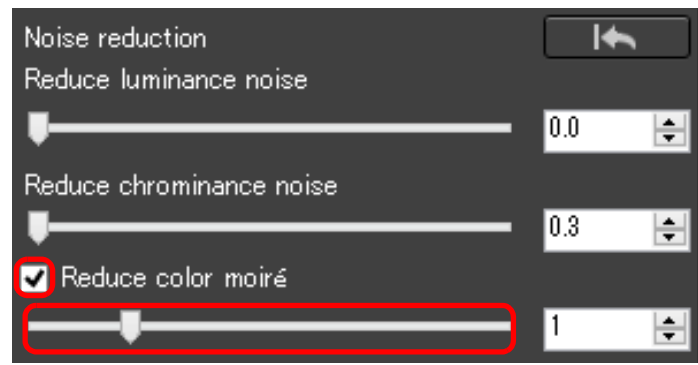 Noise reduction
Reduce luminance noise
0.0
Reduce chrominance noise
0.3
Reduce color moiré
1